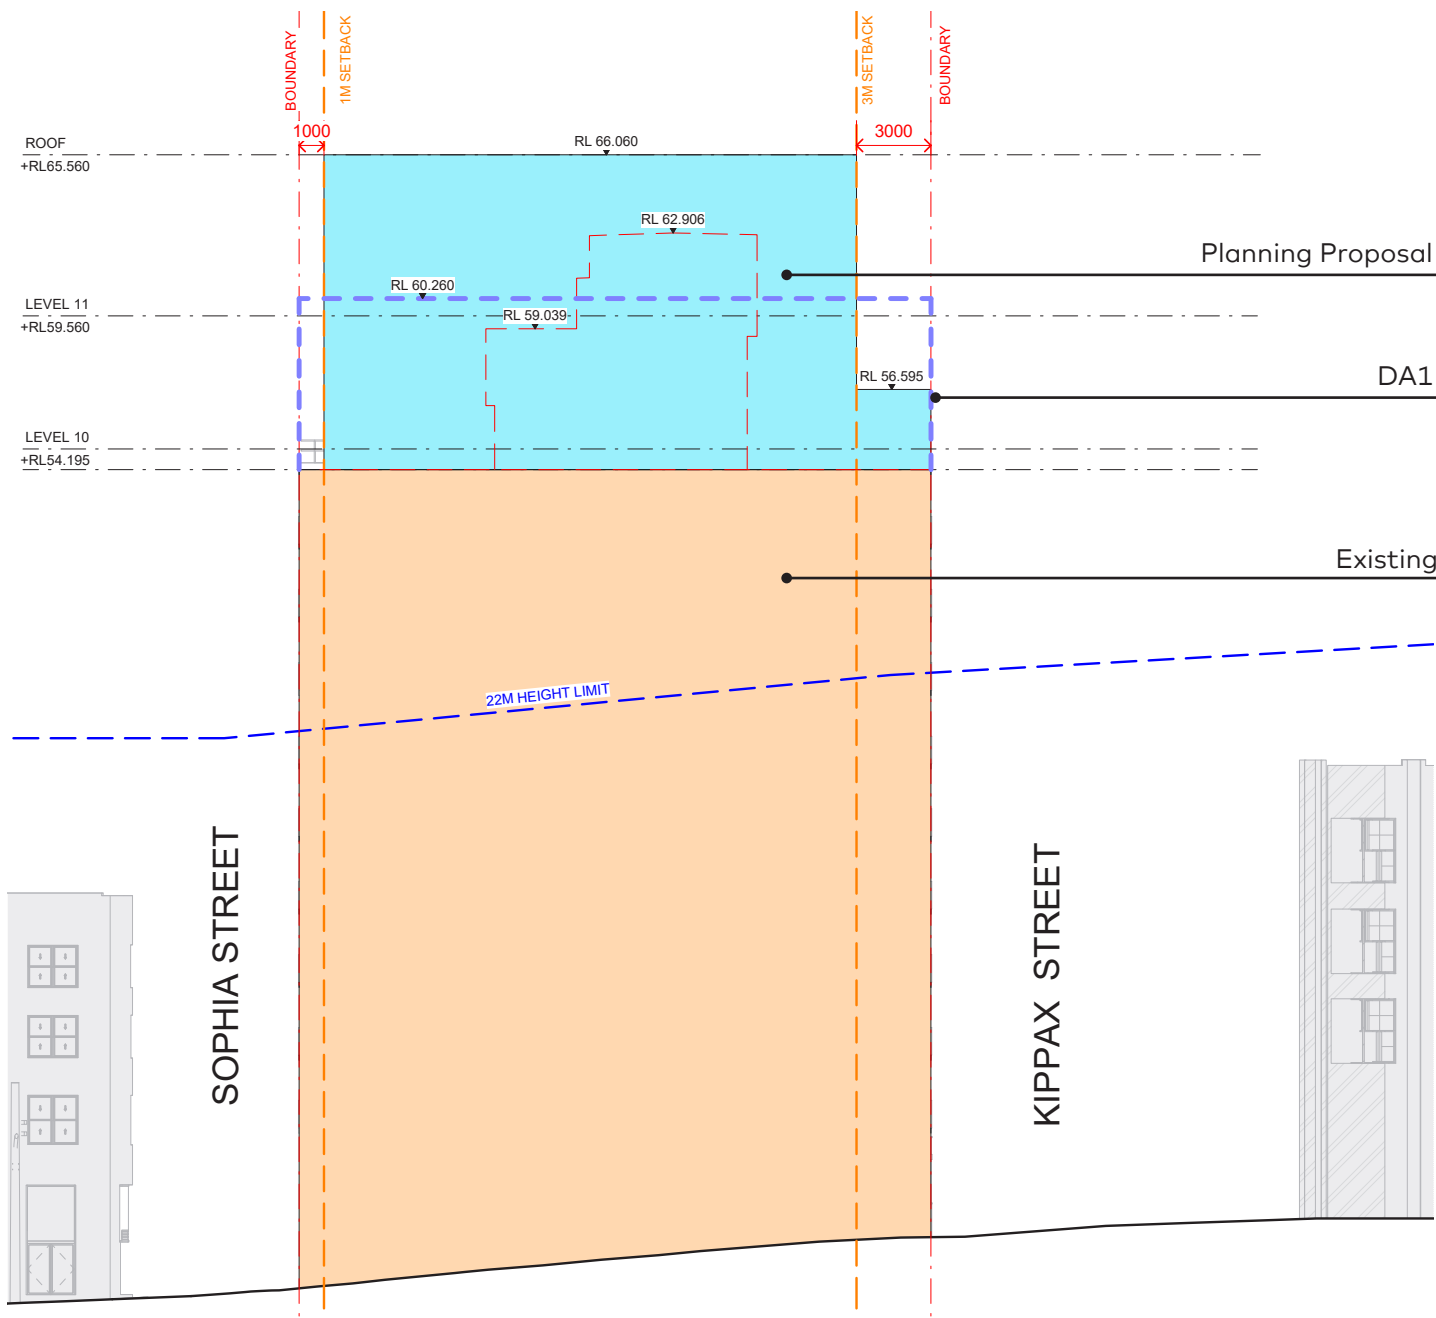 BOUNDARY
1M SETBACK
3M SETBACK
BOUNDARY
1000
3000
ROOF
+RL65.560
RL 66.060
RL 62.906
Planning Proposal
RL 60.260
LEVEL 11
+RL59.560
RL 59.039
RL 56.595
DA1
LEVEL 10
+RL54.195
Existing
22M HEIGHT LIMIT
SOPHIA STREET
KIPPAX STREET